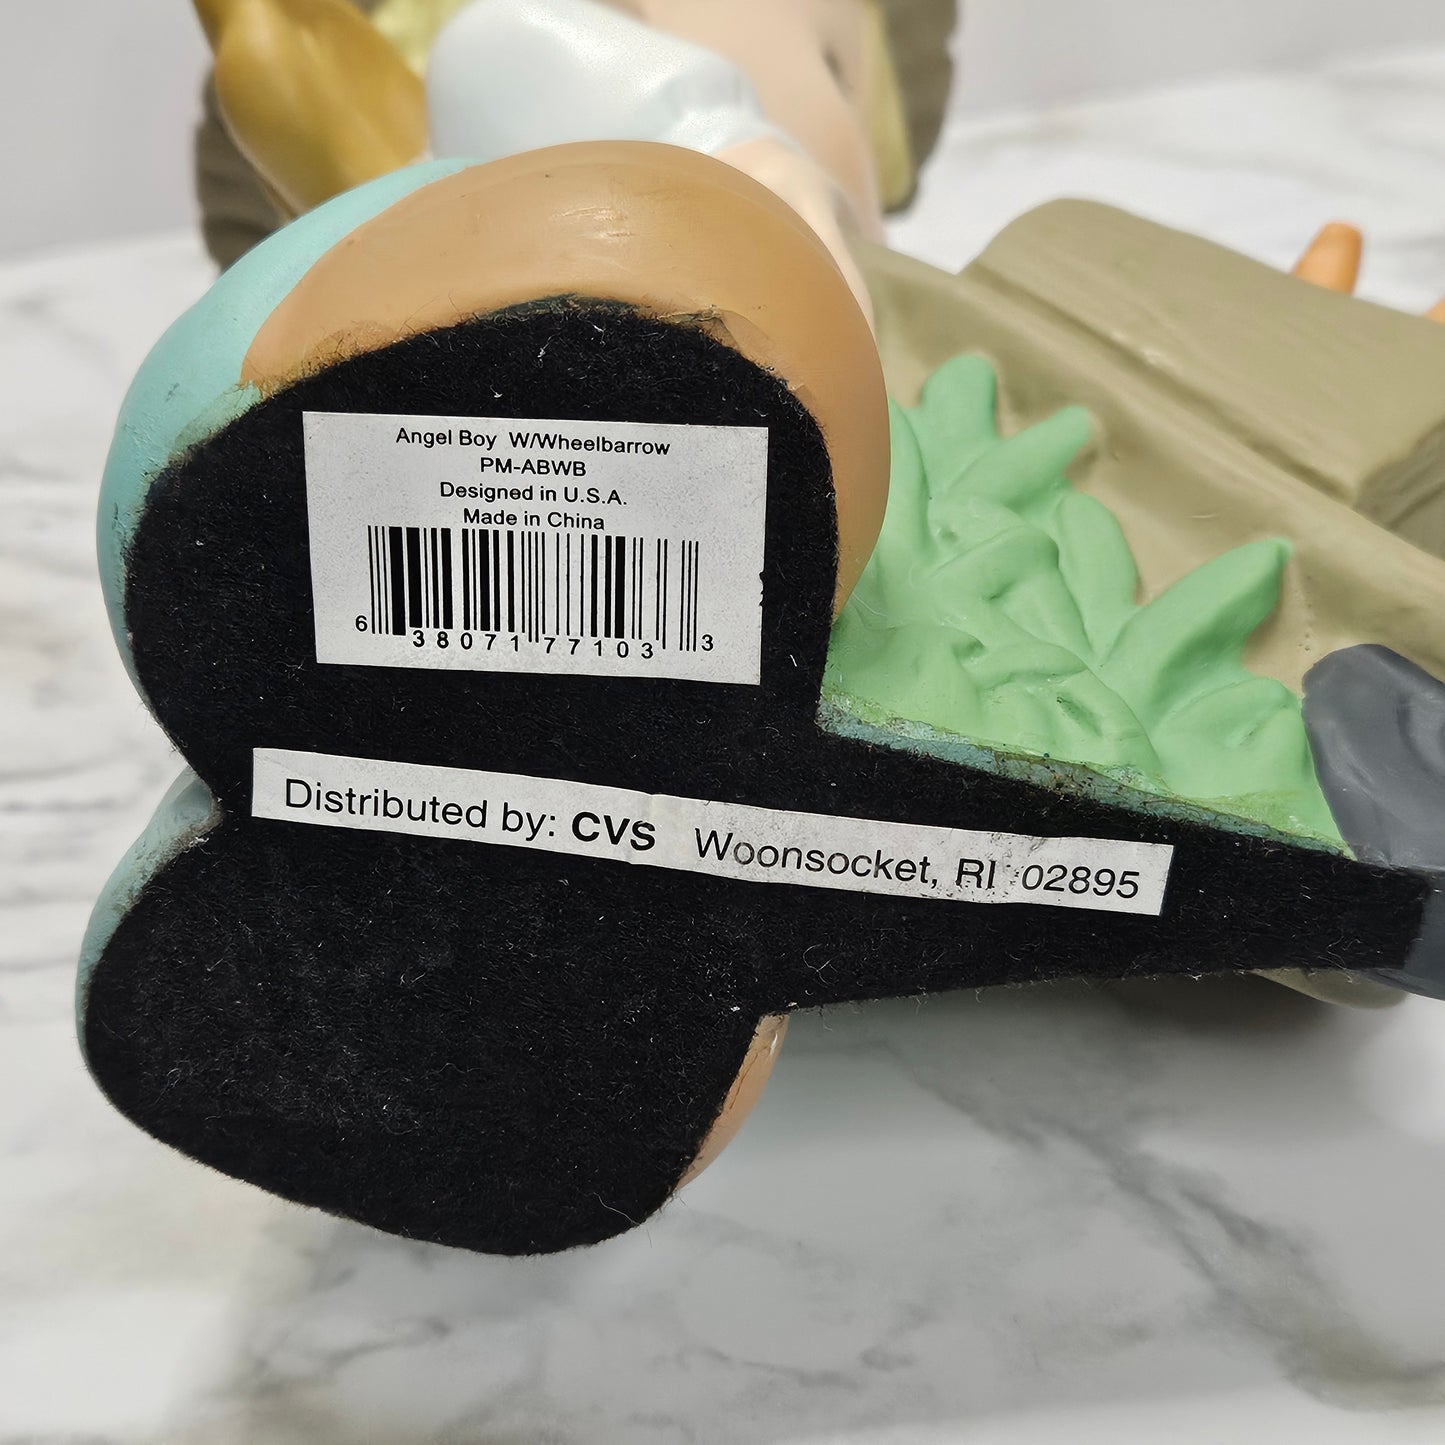 Angel Boy W/Wheelbarrow
PM-ABWB
Designed in U.S.A.
Made in China
6 38071 77103 3
Distributed by: CVS Woonsocket, RI 02895